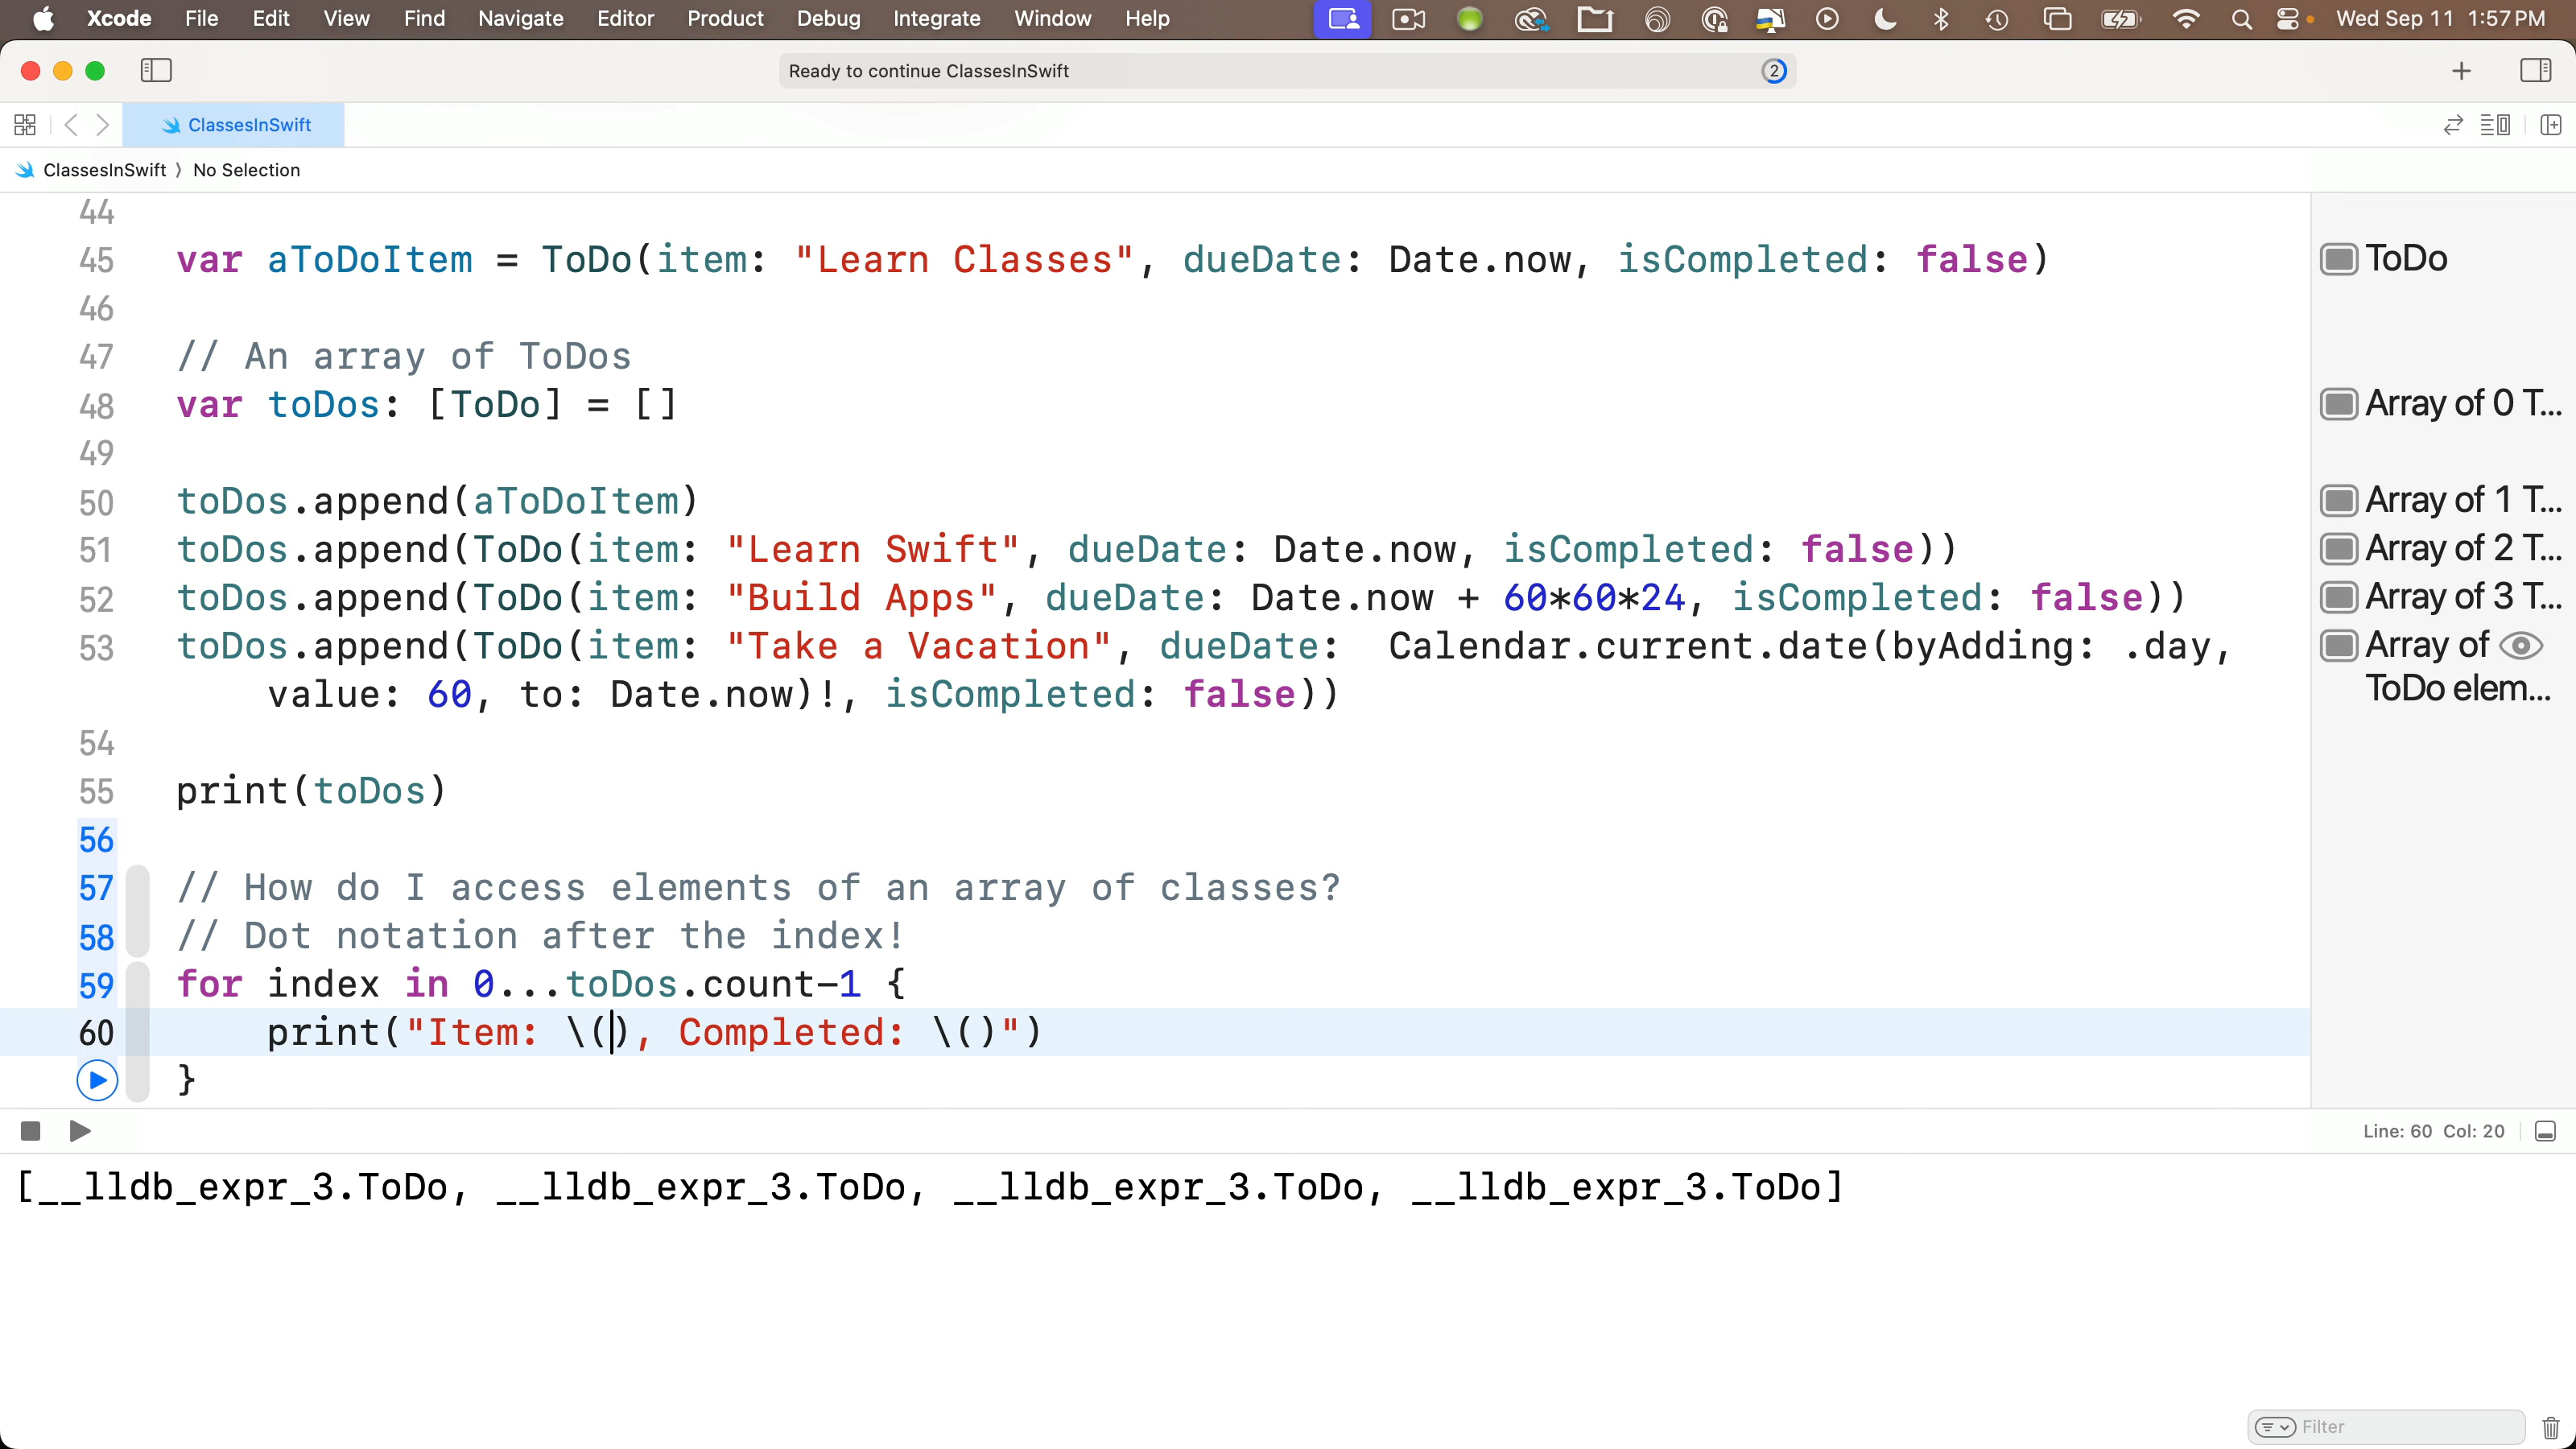 Xcode File Edit View Find Navigate Editor Product Debug Integrate Window Help Wed Sep 11 1:57 PM
Ready to continue ClassesInSwift 2
ClassesInSwift
ClassesInSwift › No Selection
44
45 var aToDoItem = ToDo(item: "Learn Classes", dueDate: Date.now, isCompleted: false) ToDo
46
47 // An array of ToDos
48 var toDos: [ToDo] = [] Array of 0 T...
49
50 toDos.append(aToDoItem) Array of 1 T...
51 toDos.append(ToDo(item: "Learn Swift", dueDate: Date.now, isCompleted: false)) Array of 2 T...
52 toDos.append(ToDo(item: "Build Apps", dueDate: Date.now + 60*60*24, isCompleted: false)) Array of 3 T...
53 toDos.append(ToDo(item: "Take a Vacation", dueDate:  Calendar.current.date(byAdding: .day, Array of
value: 60, to: Date.now)!, isCompleted: false)) ToDo elem...
54
55 print(toDos)
56
57 // How do I access elements of an array of classes?
58 // Dot notation after the index!
59 for index in 0...toDos.count-1 {
60 print("Item: \(), Completed: \()")
}
Line: 60 Col: 20
[__lldb_expr_3.ToDo, __lldb_expr_3.ToDo, __lldb_expr_3.ToDo, __lldb_expr_3.ToDo]
Filter